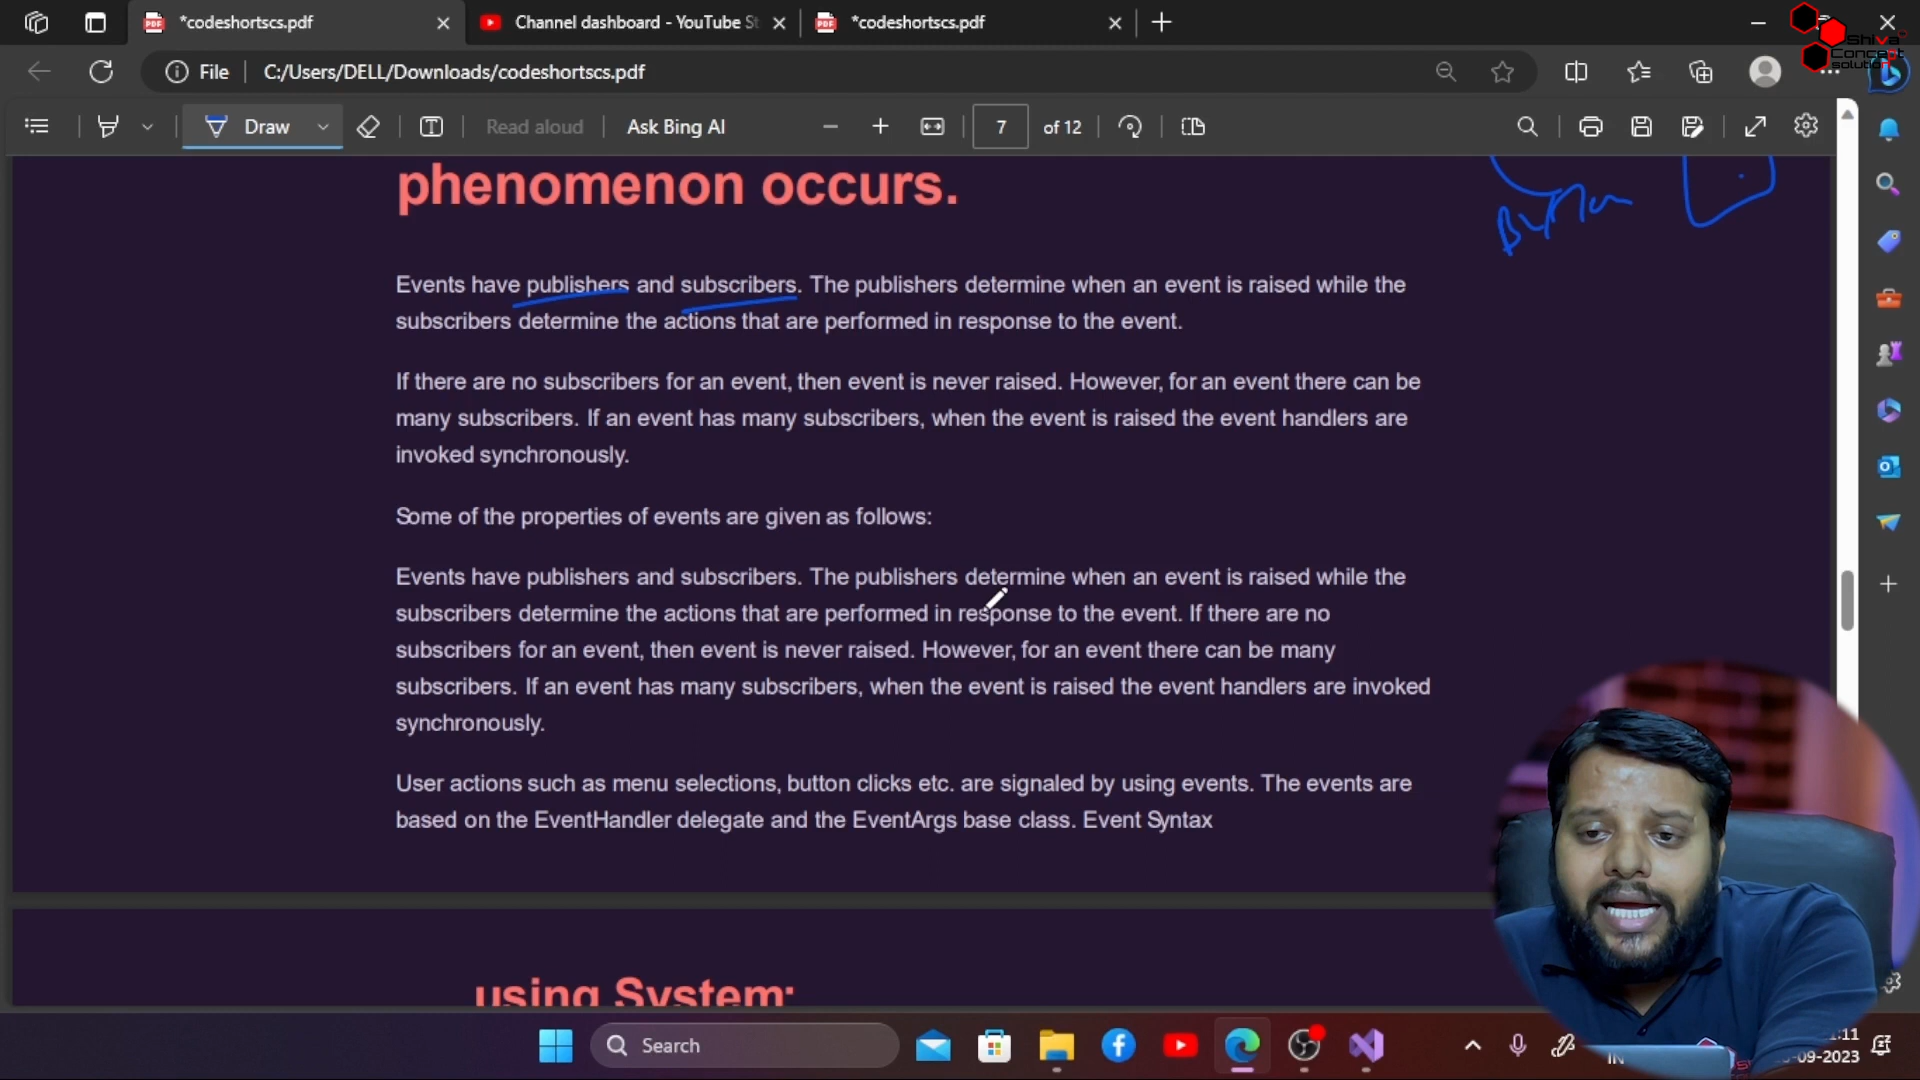 *codeshortscs.pdf
Channel dashboard - YouTube St
*codeshortscs.pdf
Shiva
Concept
solution
File
C:/Users/DELL/Downloads/codeshortscs.pdf
Draw
Read aloud
Ask Bing AI
7
of 12
phenomenon occurs.
Button
Events have publishers and subscribers. The publishers determine when an event is raised while the
subscribers determine the actions that are performed in response to the event.
If there are no subscribers for an event, then event is never raised. However, for an event there can be
many subscribers. If an event has many subscribers, when the event is raised the event handlers are
invoked synchronously.
Some of the properties of events are given as follows:
Events have publishers and subscribers. The publishers determine when an event is raised while the
subscribers determine the actions that are performed in response to the event. If there are no
subscribers for an event, then event is never raised. However, for an event there can be many
subscribers. If an event has many subscribers, when the event is raised the event handlers are invoked
synchronously.
User actions such as menu selections, button clicks etc. are signaled by using events. The events are
based on the EventHandler delegate and the EventArgs base class. Event Syntax
using System;
Search
IN
:11
-09-2023